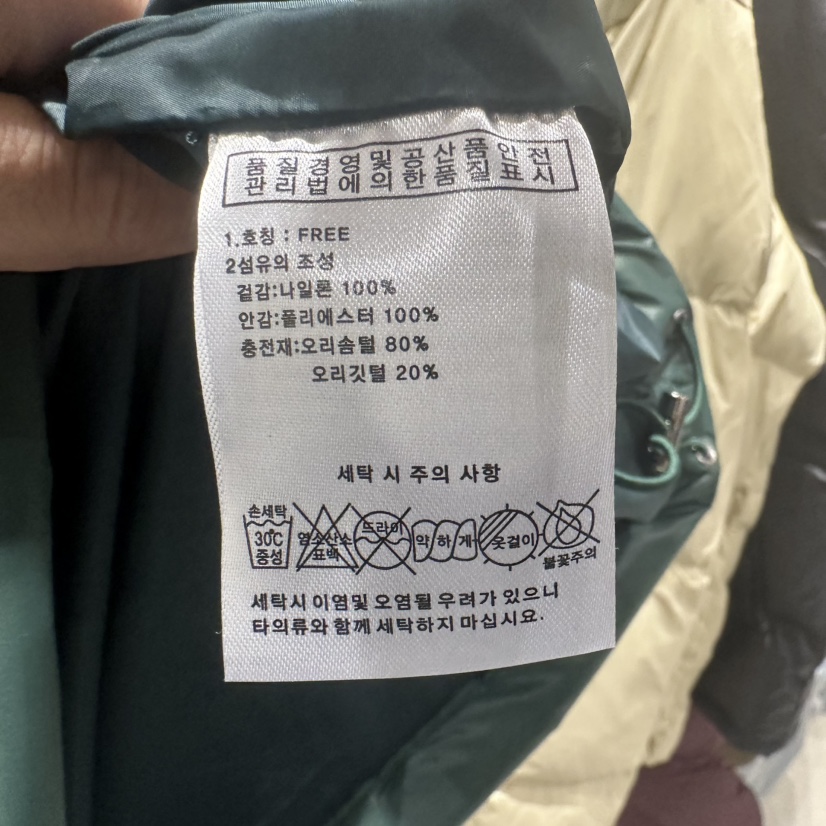 품질경영및공산품안전
관리법에의한품질표시
1.호칭 : FREE
2섬유의 조성
겉감:나일론 100%
안감:폴리에스터 100%
충전재:오리솜털 80%
오리깃털 20%
세탁 시 주의 사항
손세탁
30℃
중성
염소산소
표백
드라이
약하게
옷걸이
불꽃주의
세탁시 이염및 오염될 우려가 있으니
타의류와 함께 세탁하지 마십시요.